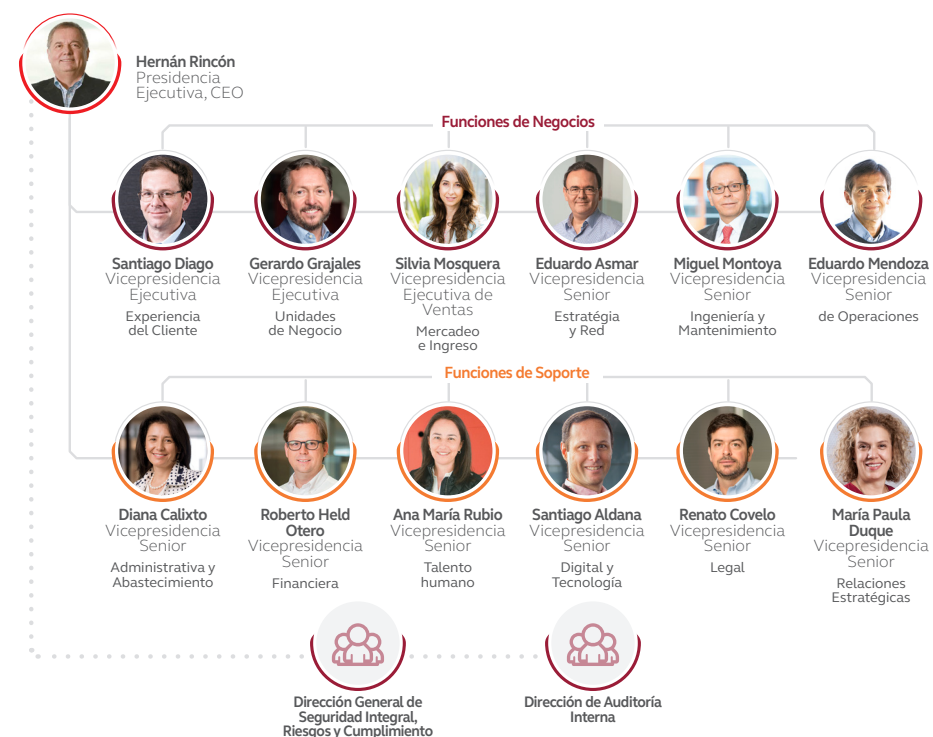 Hernán Rincón
Presidencia
Ejecutiva, CEO
Funciones de Negocios
Santiago Diago
Vicepresidencia
Ejecutiva
Experiencia
del Cliente
Gerardo Grajales
Vicepresidencia
Ejecutiva
Unidades
de Negocio
Silvia Mosquera
Vicepresidencia
Ejecutiva de
Ventas
Mercadeo
e Ingreso
Eduardo Asmar
Vicepresidencia
Senior
Estratégia
y Red
Miguel Montoya
Vicepresidencia
Senior
Ingeniería y
Mantenimiento
Eduardo Mendoza
Vicepresidencia
Senior
de Operaciones
Funciones de Soporte
Diana Calixto
Vicepresidencia
Senior
Administrativa y
Abastecimiento
Roberto Held
Otero
Vicepresidencia
Senior
Financiera
Ana María Rubio
Vicepresidencia
Senior
Talento
humano
Santiago Aldana
Vicepresidencia
Senior
Digital y
Tecnología
Renato Covelo
Vicepresidencia
Senior
Legal
María Paula
Duque
Vicepresidencia
Senior
Relaciones
Estratégicas
Dirección General de
Seguridad Integral,
Riesgos y Cumplimiento
Dirección de Auditoría
Interna